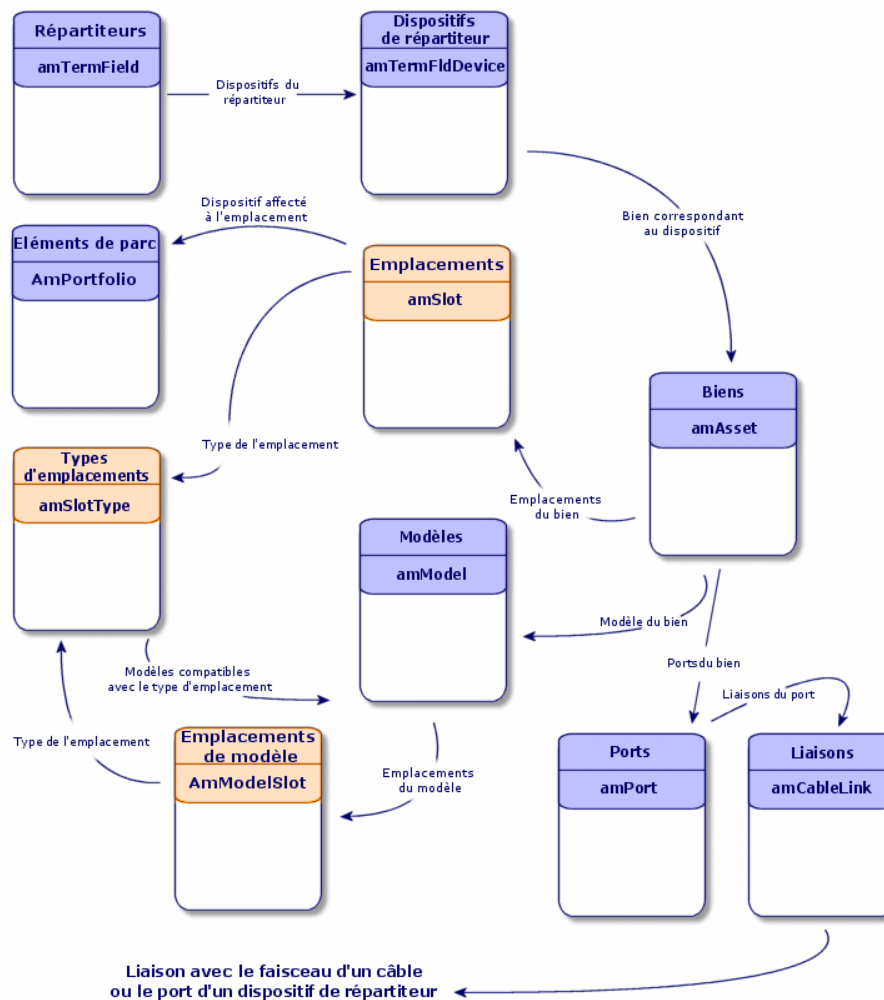 Répartiteurs
amTermField
Dispositifs
de répartiteur
amTermFldDevice
Dispositifs du
répartiteur
Dispositif affecté
à l'emplacement
Bien correspondant
au dispositif
Eléments de parc
AmPortfolio
Emplacements
amSlot
Biens
amAsset
Type de l'emplacement
Types
d'emplacements
amSlotType
Emplacements
du bien
Modèles
amModel
Modèle du bien
Ports du bien
Modèles compatibles
avec le type d'emplacement
Liaisons du port
Type de l'emplacement
Emplacements
de modèle
AmModelSlot
Emplacements
du modèle
Ports
amPort
Liaisons
amCableLink
Liaison avec le faisceau d'un câble
ou le port d'un dispositif de répartiteur